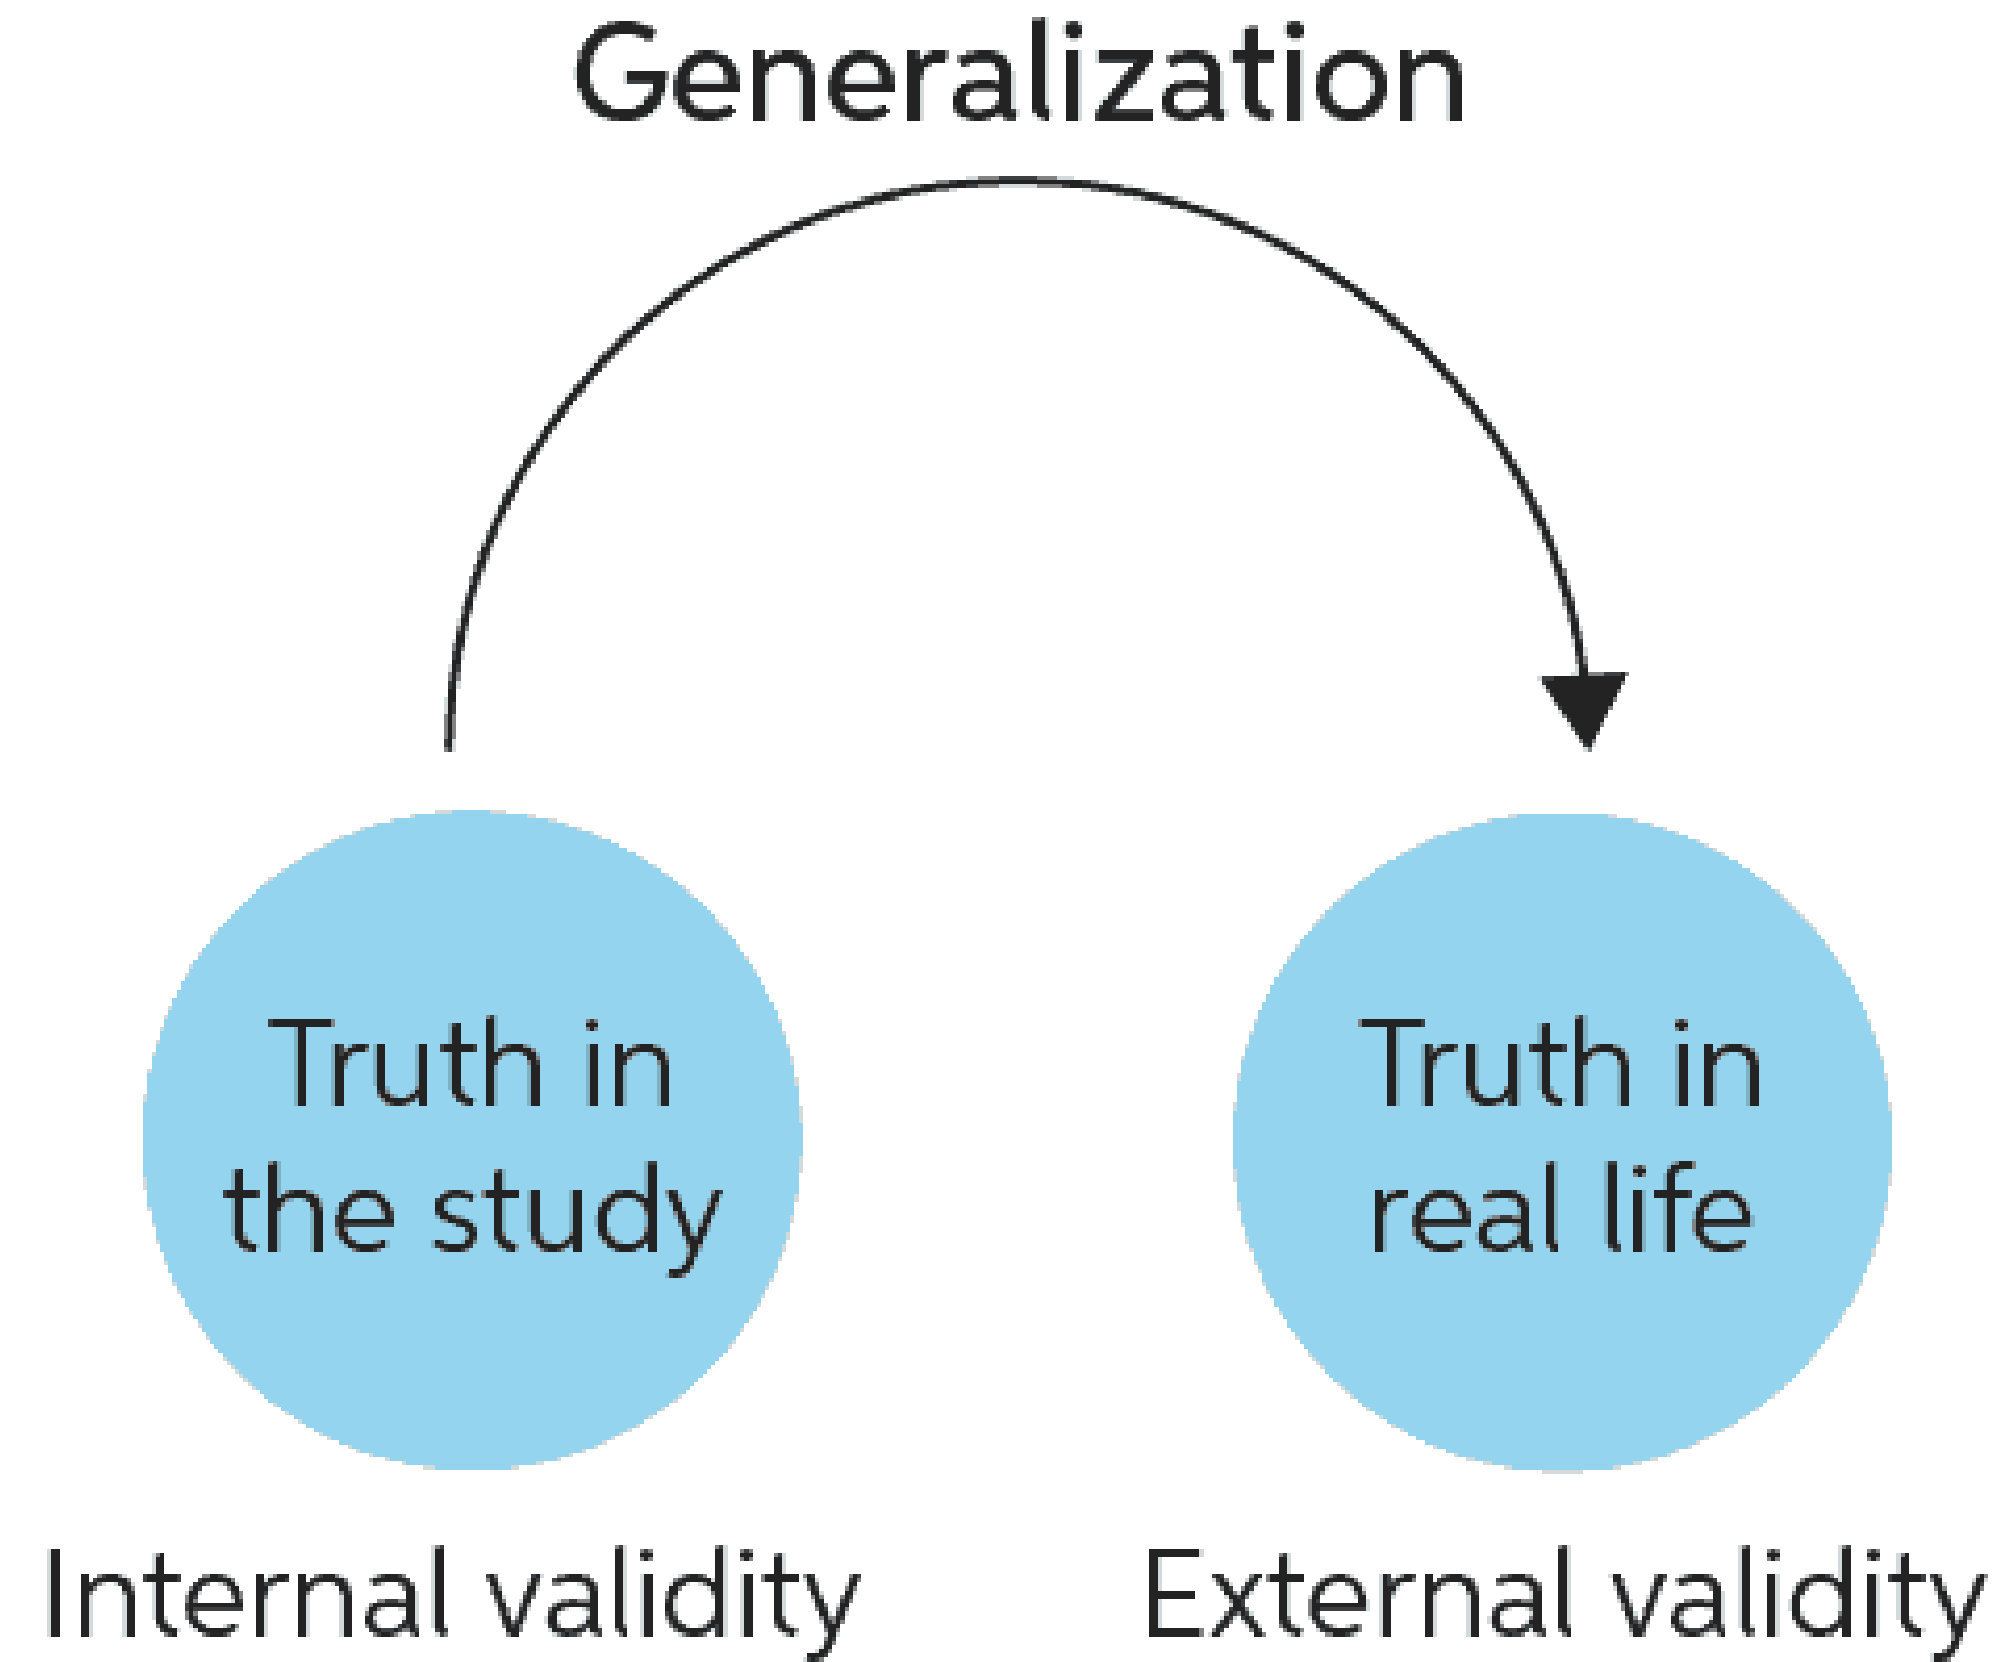 Generalization
Truth in
the study
Truth in
real life
Internal validity
External validity